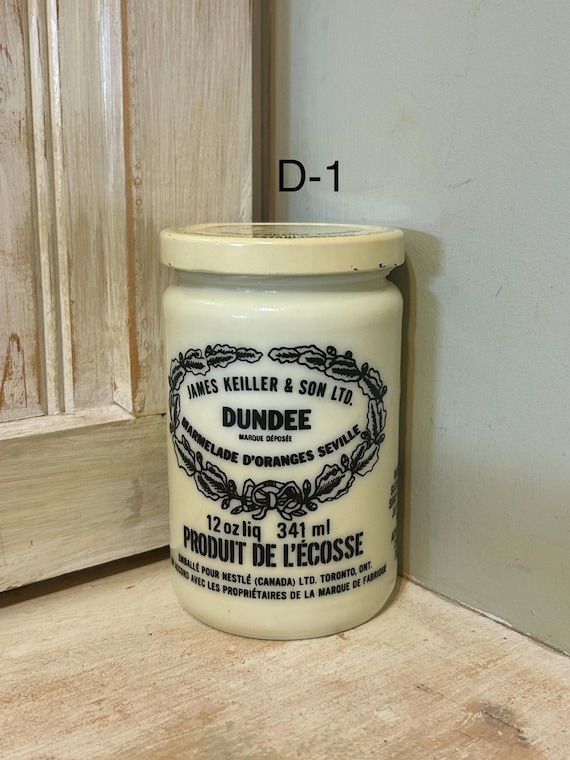 D-1
JAMES KEILLER & SON LTD.
DUNDEE
MARQUE DÉPOSÉE
MARMELADE D'ORANGES SEVILLE
12 oz liq 341 ml
PRODUIT DE L'ÉCOSSE
EMBALLÉ POUR NESTLÉ (CANADA) LTD. TORONTO, ONT.
AVEC LES PROPRIÉTAIRES DE LA MARQUE DE FABRIQUE